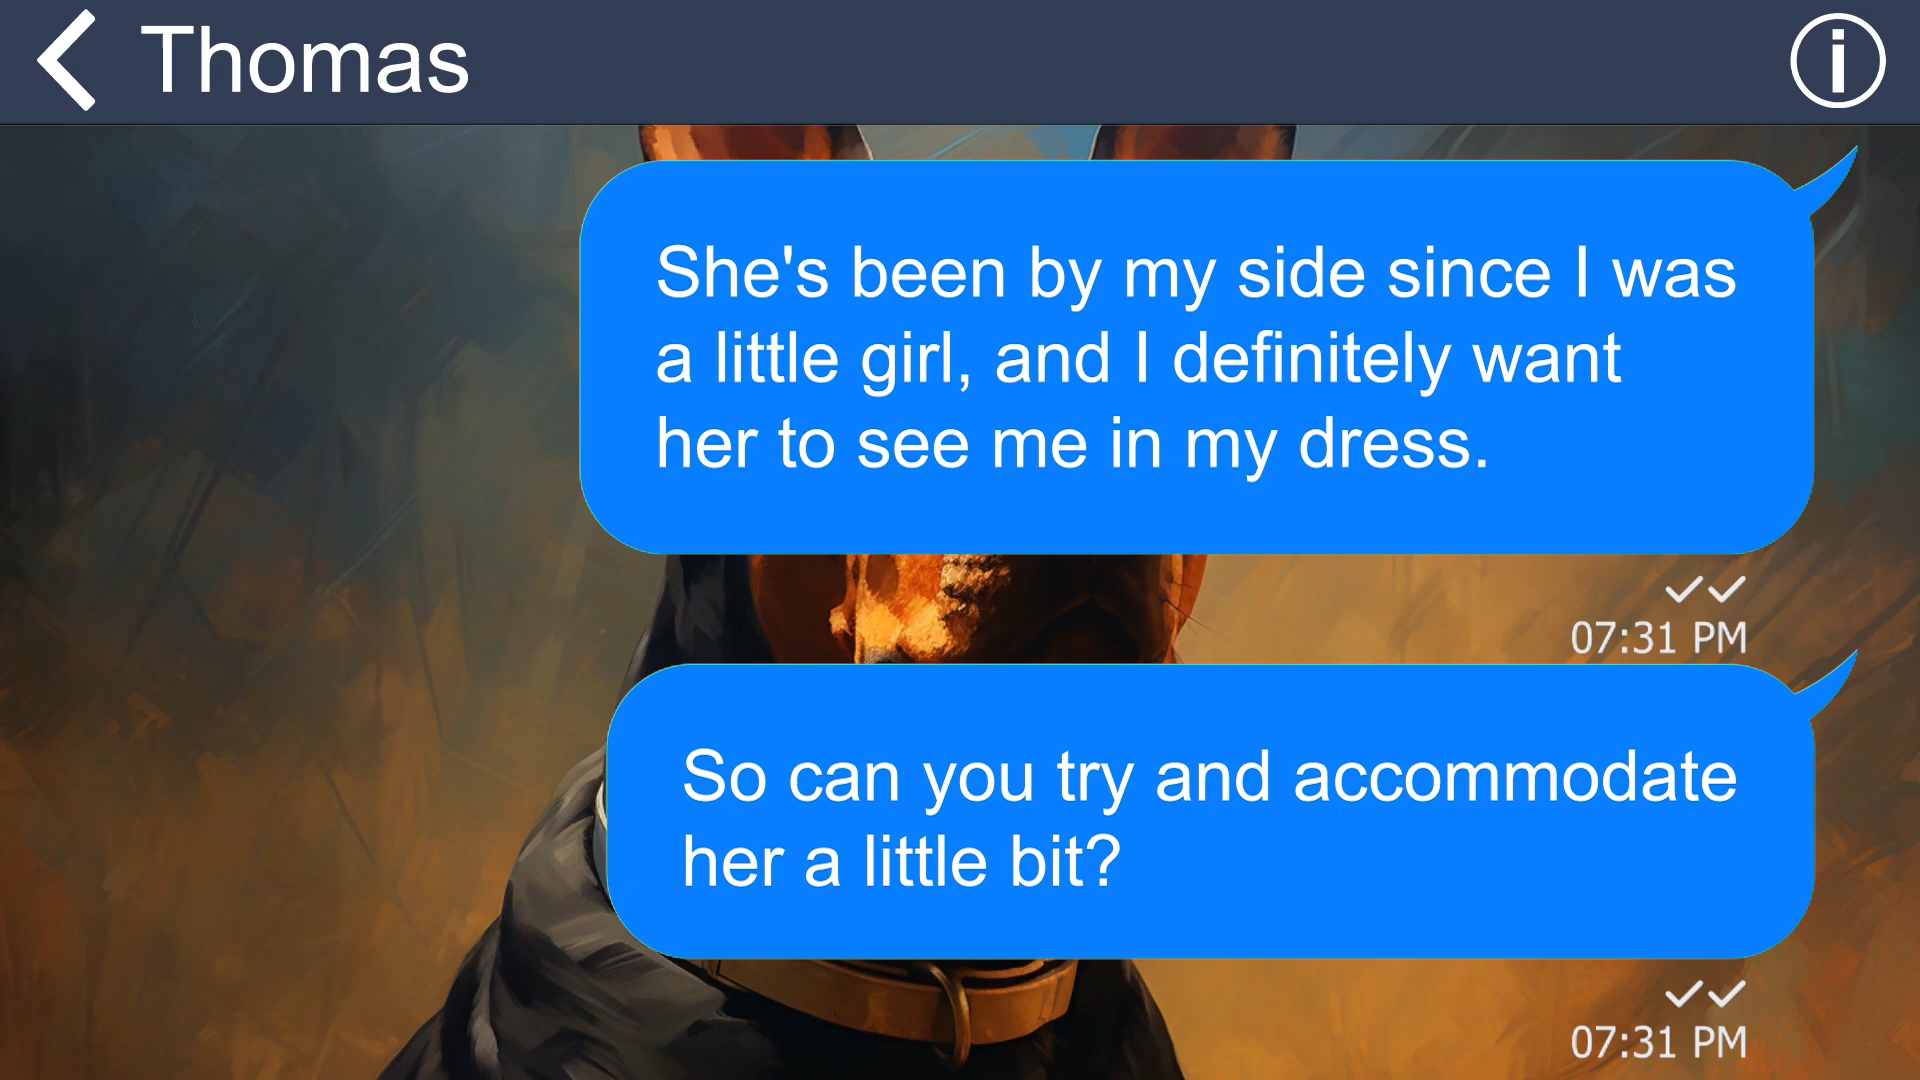 Thomas
She's been by my side since I was
a little girl, and I definitely want
her to see me in my dress.
07:31 PM
So can you try and accommodate
her a little bit?
07:31 PM